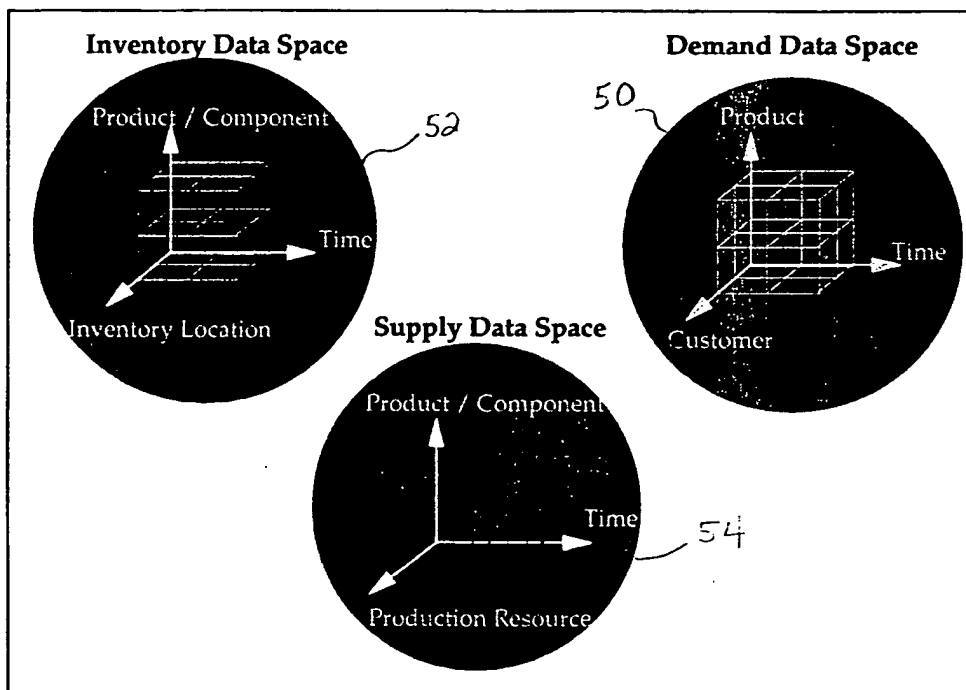 Inventory Data Space
Product / Component
52
Time
Inventory Location
Demand Data Space
50
Product
Time
Customer
Supply Data Space
Product / Component
Time
54
Production Resource